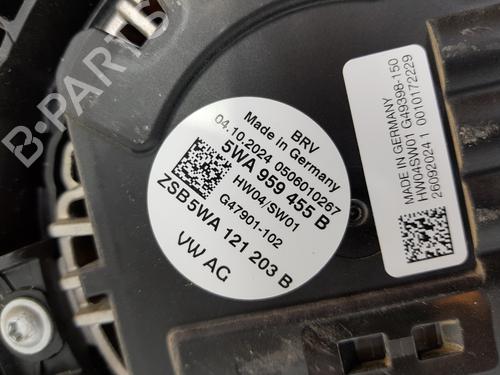 B-PARTS
BRV
04.10.2024 0506010267
Made in Germany
5WA 959 455 B
HW04/SW01
G47901-102
ZSB5WA 121 203 B
VW AG
MADE IN GERMANY
HW04SW01 G49398-150
26092024 1 0010172229